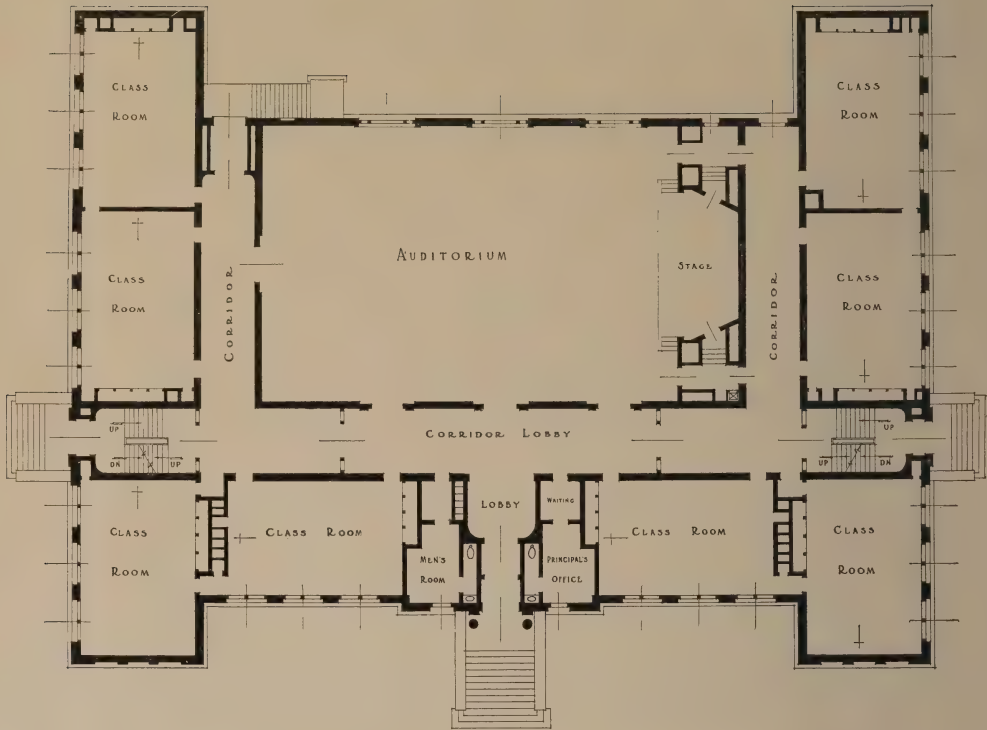 CLASS
ROOM
CLASS
ROOM
AUDITORIUM
STAGE
CLASS
ROOM
CLASS
ROOM
CORRIDOR
CORRIDOR
UP
DN
UP
CORRIDOR LOBBY
UP
UP
DN
CLASS
ROOM
CLASS ROOM
MEN'S
ROOM
LOBBY
WAITING
PRINCIPAL'S
OFFICE
CLASS ROOM
CLASS
ROOM